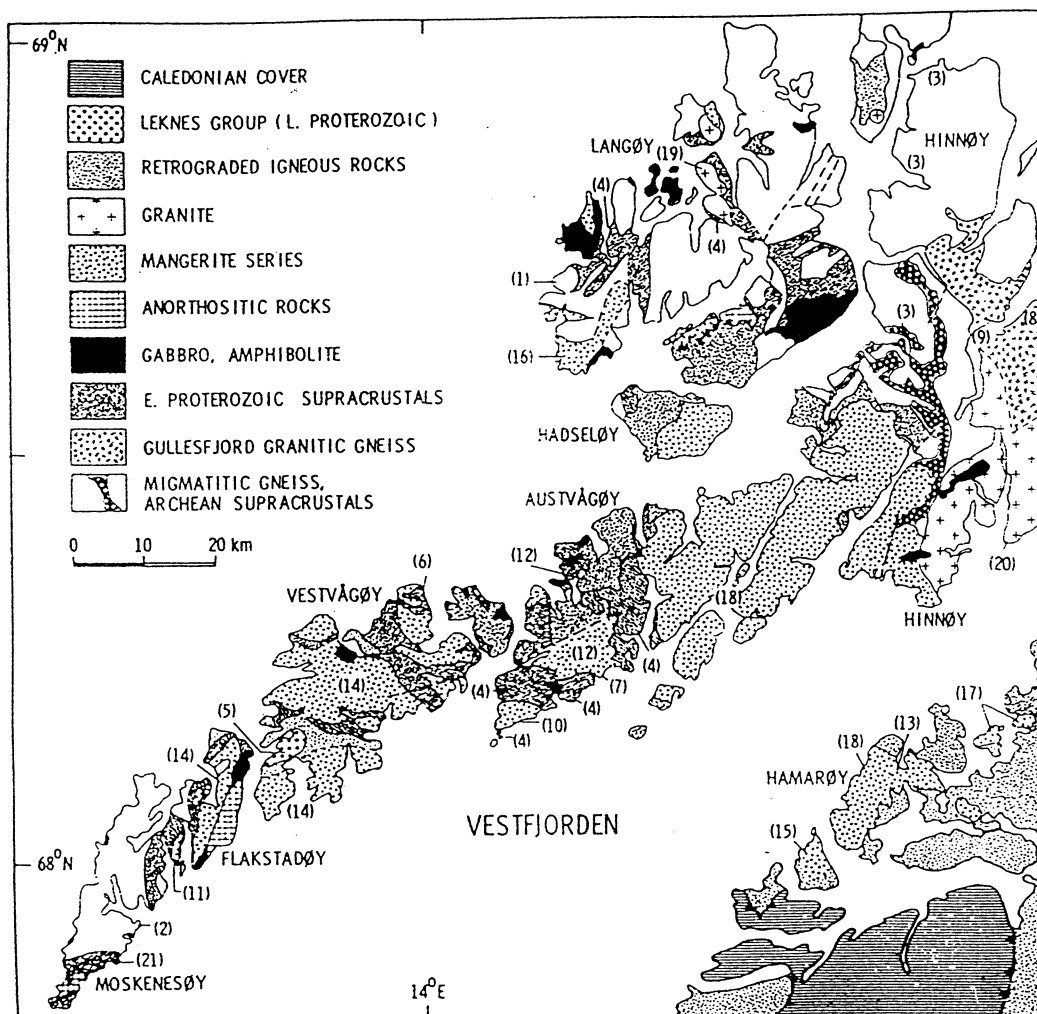 69°N
CALEDONIAN COVER
LEKNES GROUP (L. PROTEROZOIC)
RETROGRADED IGNEOUS ROCKS
GRANITE
MANGERITE SERIES
ANORTHOSITIC ROCKS
GABBRO, AMPHIBOLITE
E. PROTEROZOIC SUPRACRUSTALS
GULLESFJORD GRANITIC GNEISS
MIGMATITIC GNEISS,
ARCHEAN SUPRACRUSTALS
0 10 20 km
(3)
HINNØY
LANGØY
(19)
(3)
(4)
(4)
(1)
(3)
18
(9)
(16)
HADSELØY
AUSTVÅGØY
(12)
(6)
VESTVÅGØY
(18)
(20)
HINNØY
(12)
(4)
(14)
(7)
(4)
(4)
(10)
(4)
(17)
(5)
(13)
(14)
(18)
HAMARØY
(14)
VESTFJORDEN
(15)
68°N
FLAKSTADØY
(11)
(2)
(21)
MOSKENESØY
14°E